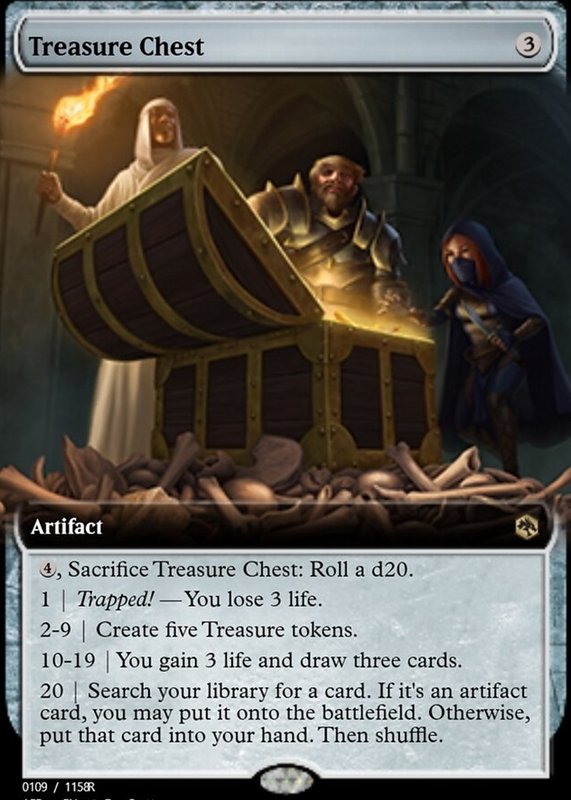 Treasure Chest
3
Artifact
4, Sacrifice Treasure Chest: Roll a d20.
1 | Trapped! — You lose 3 life.
2-9 | Create five Treasure tokens.
10-19 | You gain 3 life and draw three cards.
20 | Search your library for a card. If it's an artifact
card, you may put it onto the battlefield. Otherwise,
put that card into your hand. Then shuffle.
0109 / 1158R